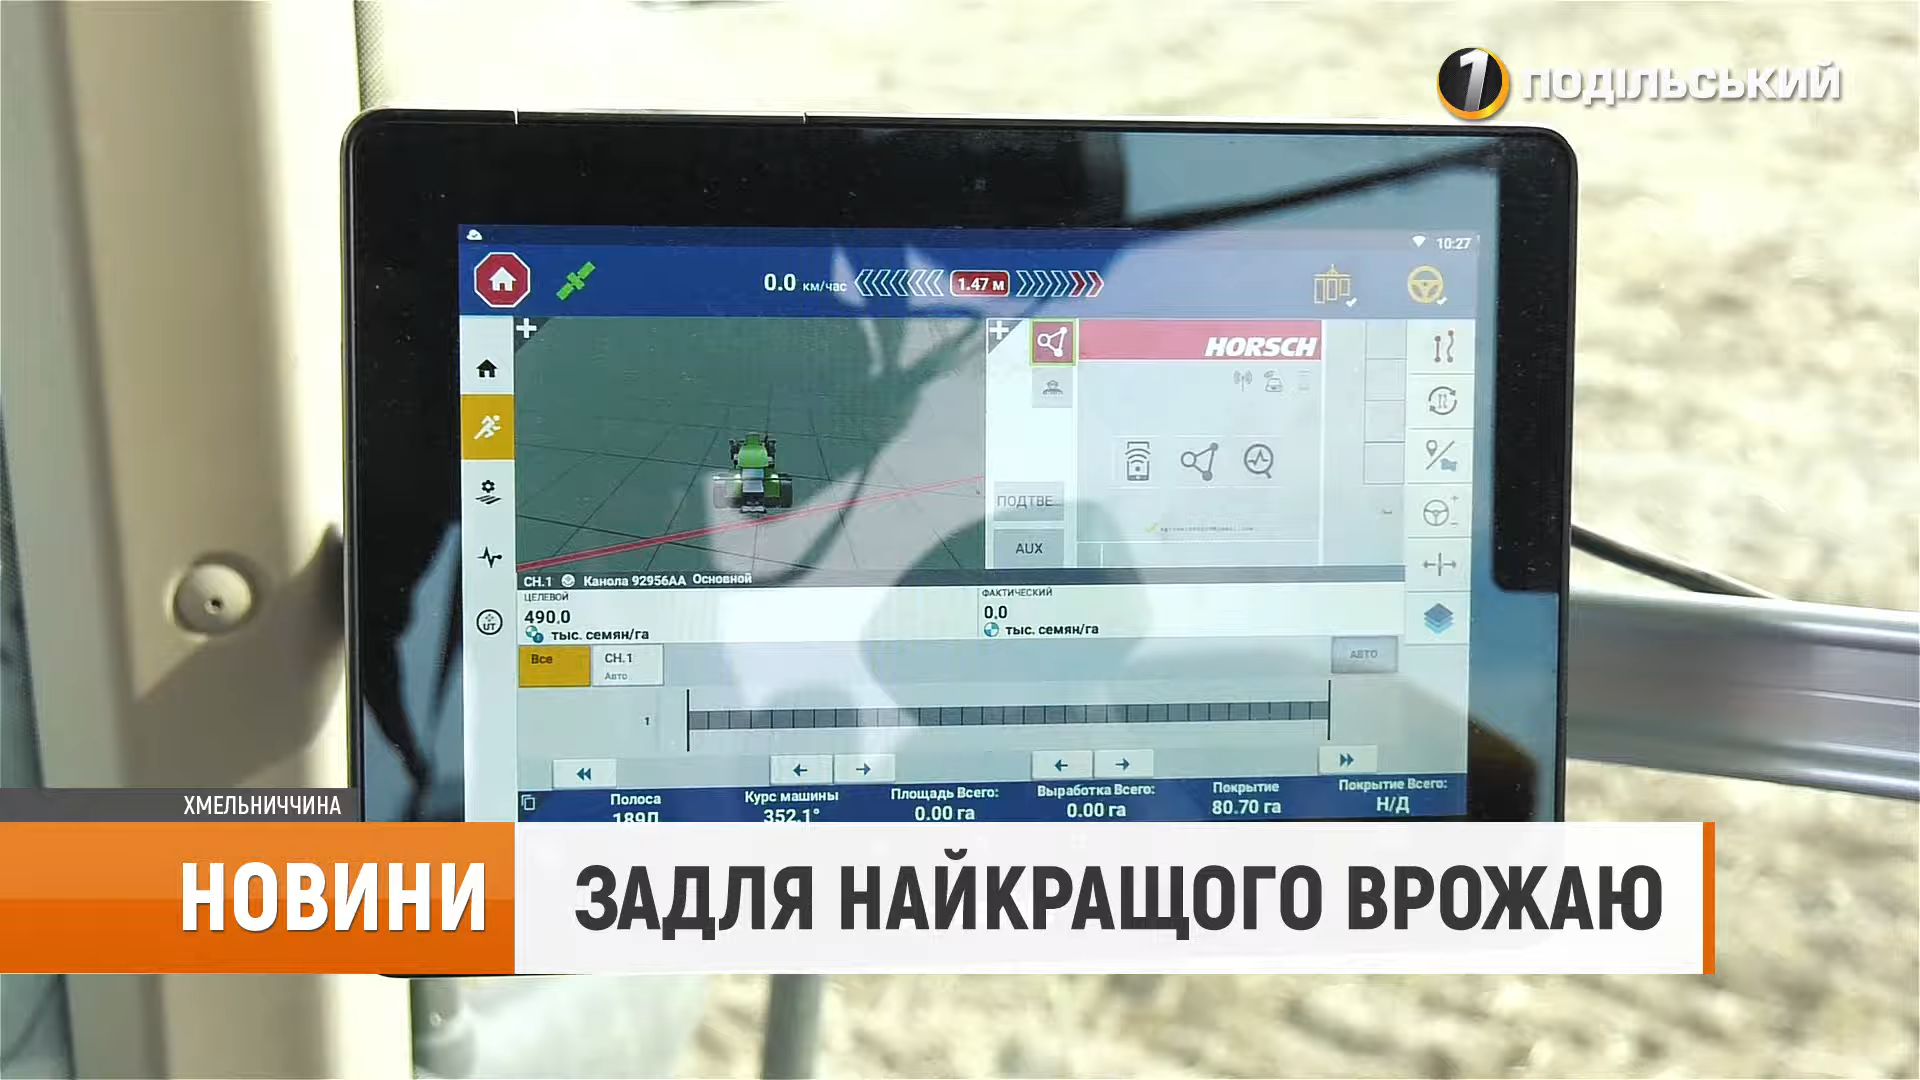 1 ПОДІЛЬСЬКИЙ
10:27
0.0 км/час 1.47 м
HORSCH
ПОДТВЕ...
AUX
СН.1 Канола 92956АА Основной
ЦЕЛЕВОЙ
490.0
тыс. семян/га
ФАКТИЧЕСКИЙ
0.0
тыс. семян/га
UT
Все
СН.1
Авто
АВТО
1
Полоса
189Л
Курс машины
352.1°
Площадь Всего:
0.00 га
Выработка Всего:
0.00 га
Покрытие
80.70 га
Покрытие Всего:
Н/Д
ХМЕЛЬНИЧЧИНА
НОВИНИ
ЗАДЛЯ НАЙКРАЩОГО ВРОЖАЮ